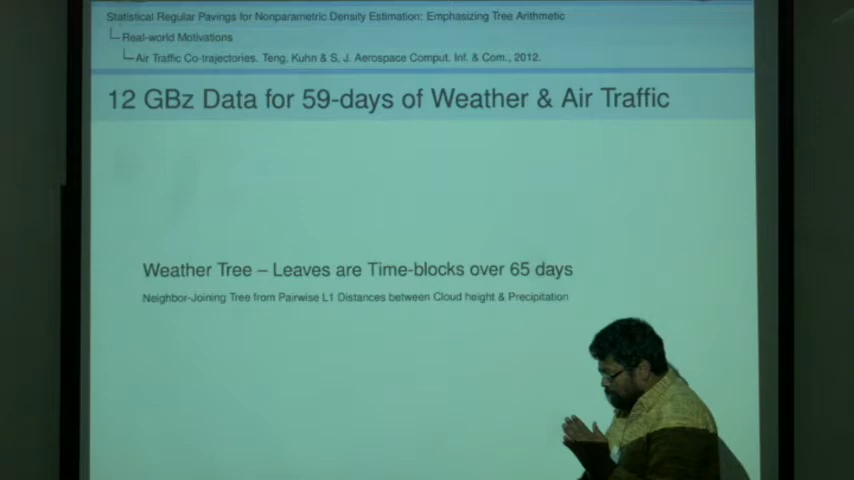 Statistical Regular Pavings for Nonparametric Density Estimation: Emphasizing Tree Arithmetic
Real-world Motivations
Air Traffic Co-trajectories. Teng, Kuhn & S, J. Aerospace Comput. Inf. & Com., 2012.
12 GBz Data for 59-days of Weather & Air Traffic
Weather Tree – Leaves are Time-blocks over 65 days
Neighbor-Joining Tree from Pairwise L1 Distances between Cloud height & Precipitation